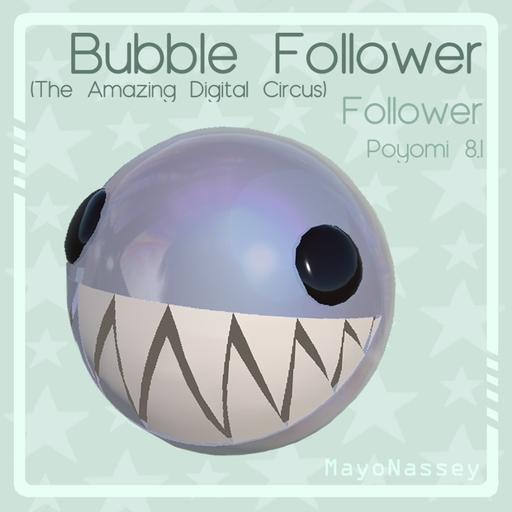 Bubble Follower
(The Amazing Digital Circus)
Follower
Poyomi 8.1
MayoNassey